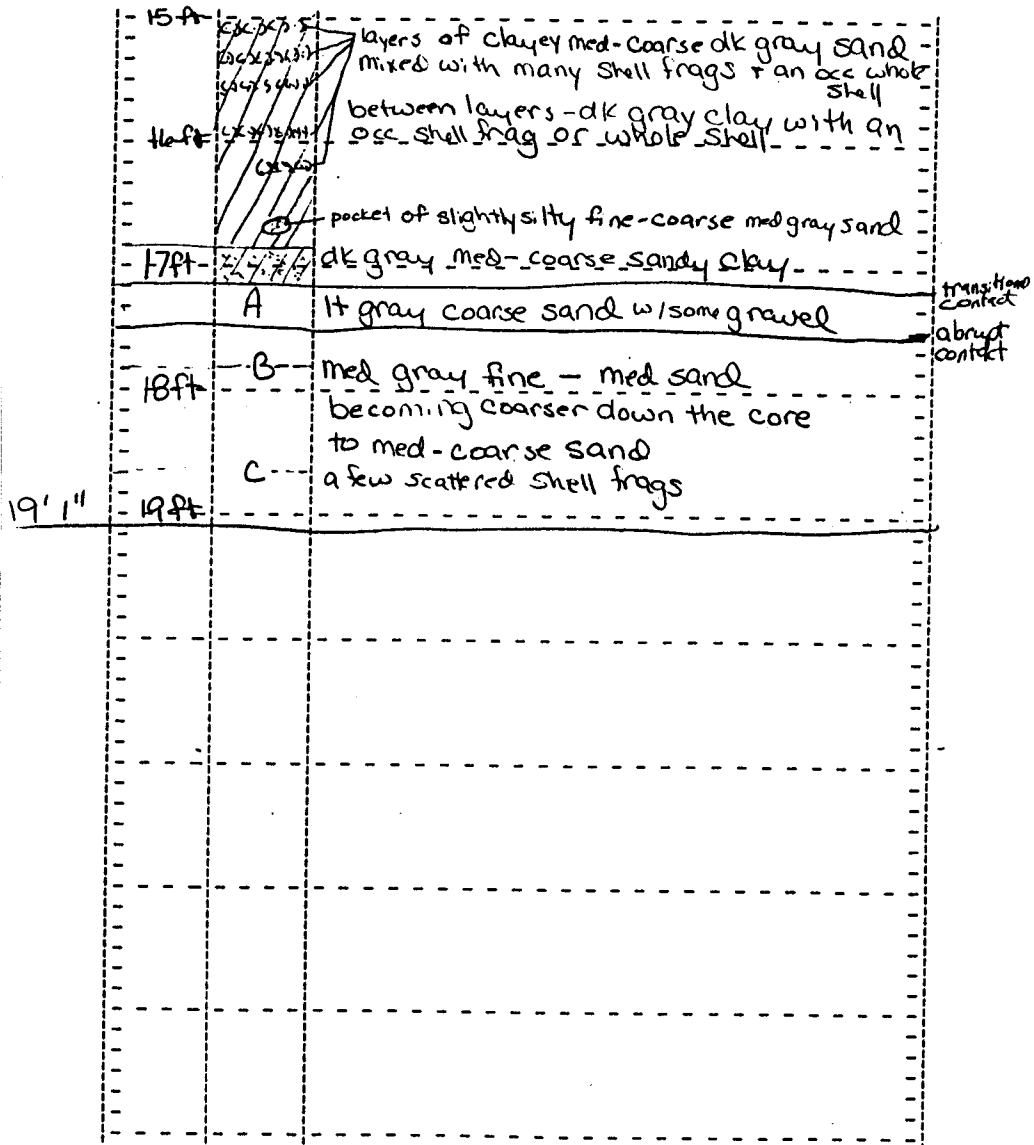 15 ft
layers of clayey med-coarse dk gray sand
mixed with many shell frags + an occ whole
shell
between layers - dk gray clay with an
16 ft
occ shell frag or whole shell
pocket of slightly silty fine-coarse med gray sand
17 ft
dk gray med-coarse sandy clay
transitional
contact
A
lt gray coarse sand w/some gravel
abrupt
contact
B
med gray fine - med sand
18 ft
becoming coarser down the core
to med-coarse sand
C
a few scattered shell frags
19'1"
19 ft